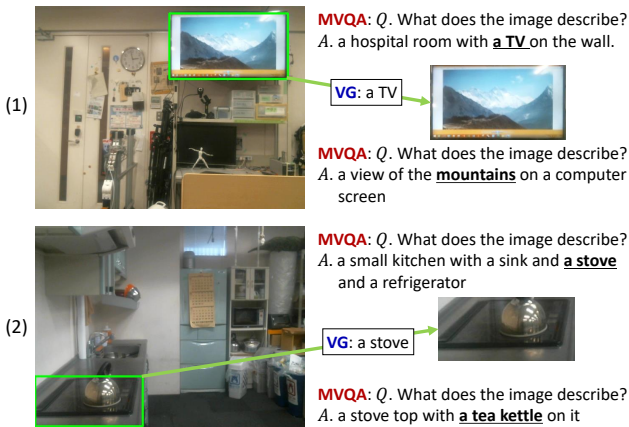 (1)
MVQA: Q. What does the image describe?
A. a hospital room with a TV on the wall.
VG: a TV
MVQA: Q. What does the image describe?
A. a view of the mountains on a computer
screen
(2)
MVQA: Q. What does the image describe?
A. a small kitchen with a sink and a stove
and a refrigerator
VG: a stove
MVQA: Q. What does the image describe?
A. a stove top with a tea kettle on it